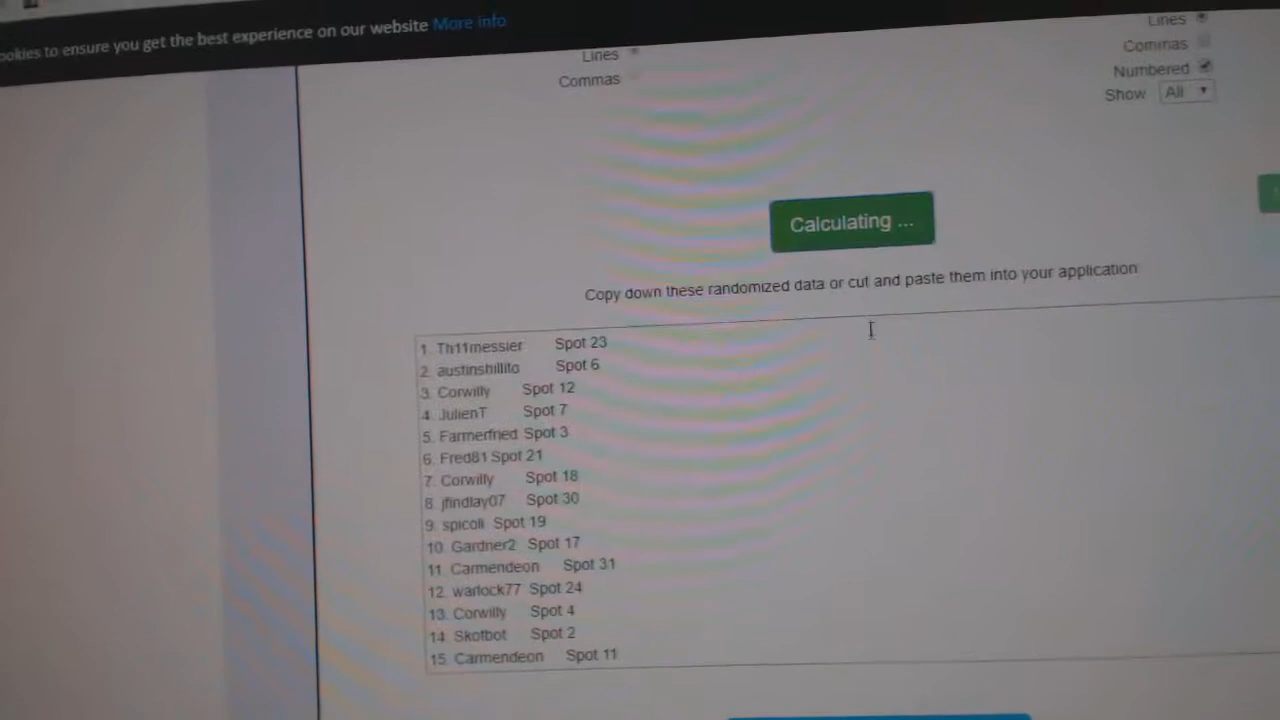 ookies to ensure you get the best experience on our website More info
Lines
Commas
Lines
Commas
Numbered
Show All
Calculating ...
Copy down these randomized data or cut and paste them into your application
1. Th11messier Spot 23
2. austinshillito Spot 6
3. Corwilly Spot 12
4. JulienT Spot 7
5. Farmerfried Spot 3
6. Fred81 Spot 21
7. Corwilly Spot 18
8. jfindlay07 Spot 30
9. spicoli Spot 19
10. Gardner2 Spot 17
11. Carmendeon Spot 31
12. warlock77 Spot 24
13. Corwilly Spot 4
14. Skotbot Spot 2
15. Carmendeon Spot 11